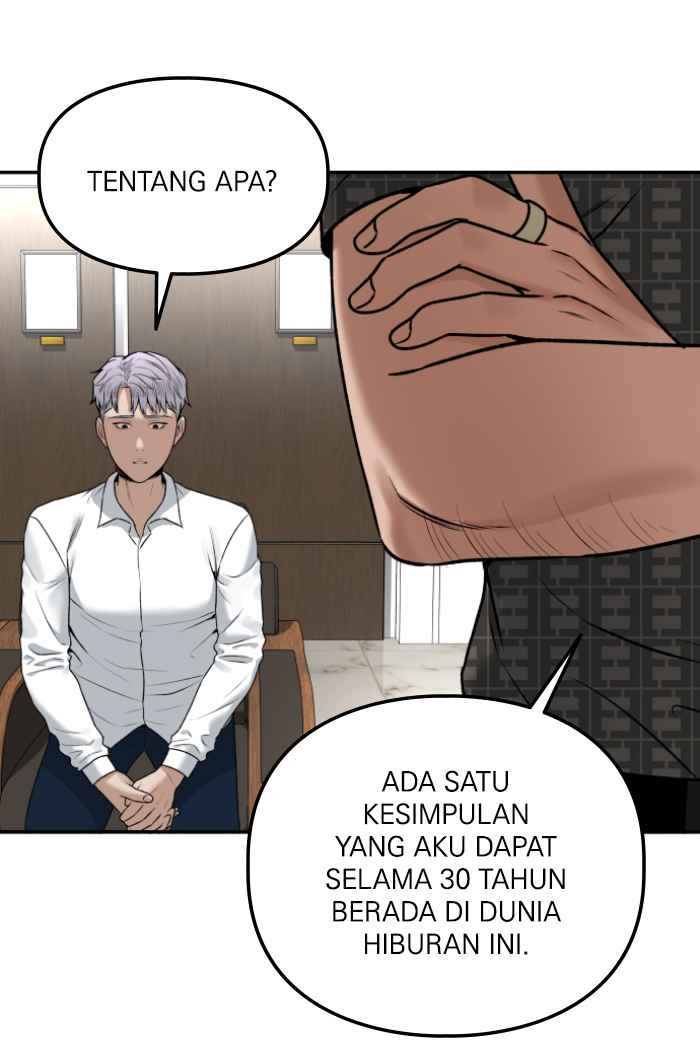 TENTANG APA?
ADA SATU
KESIMPULAN
YANG AKU DAPAT
SELAMA 30 TAHUN
BERADA DI DUNIA
HIBURAN INI.